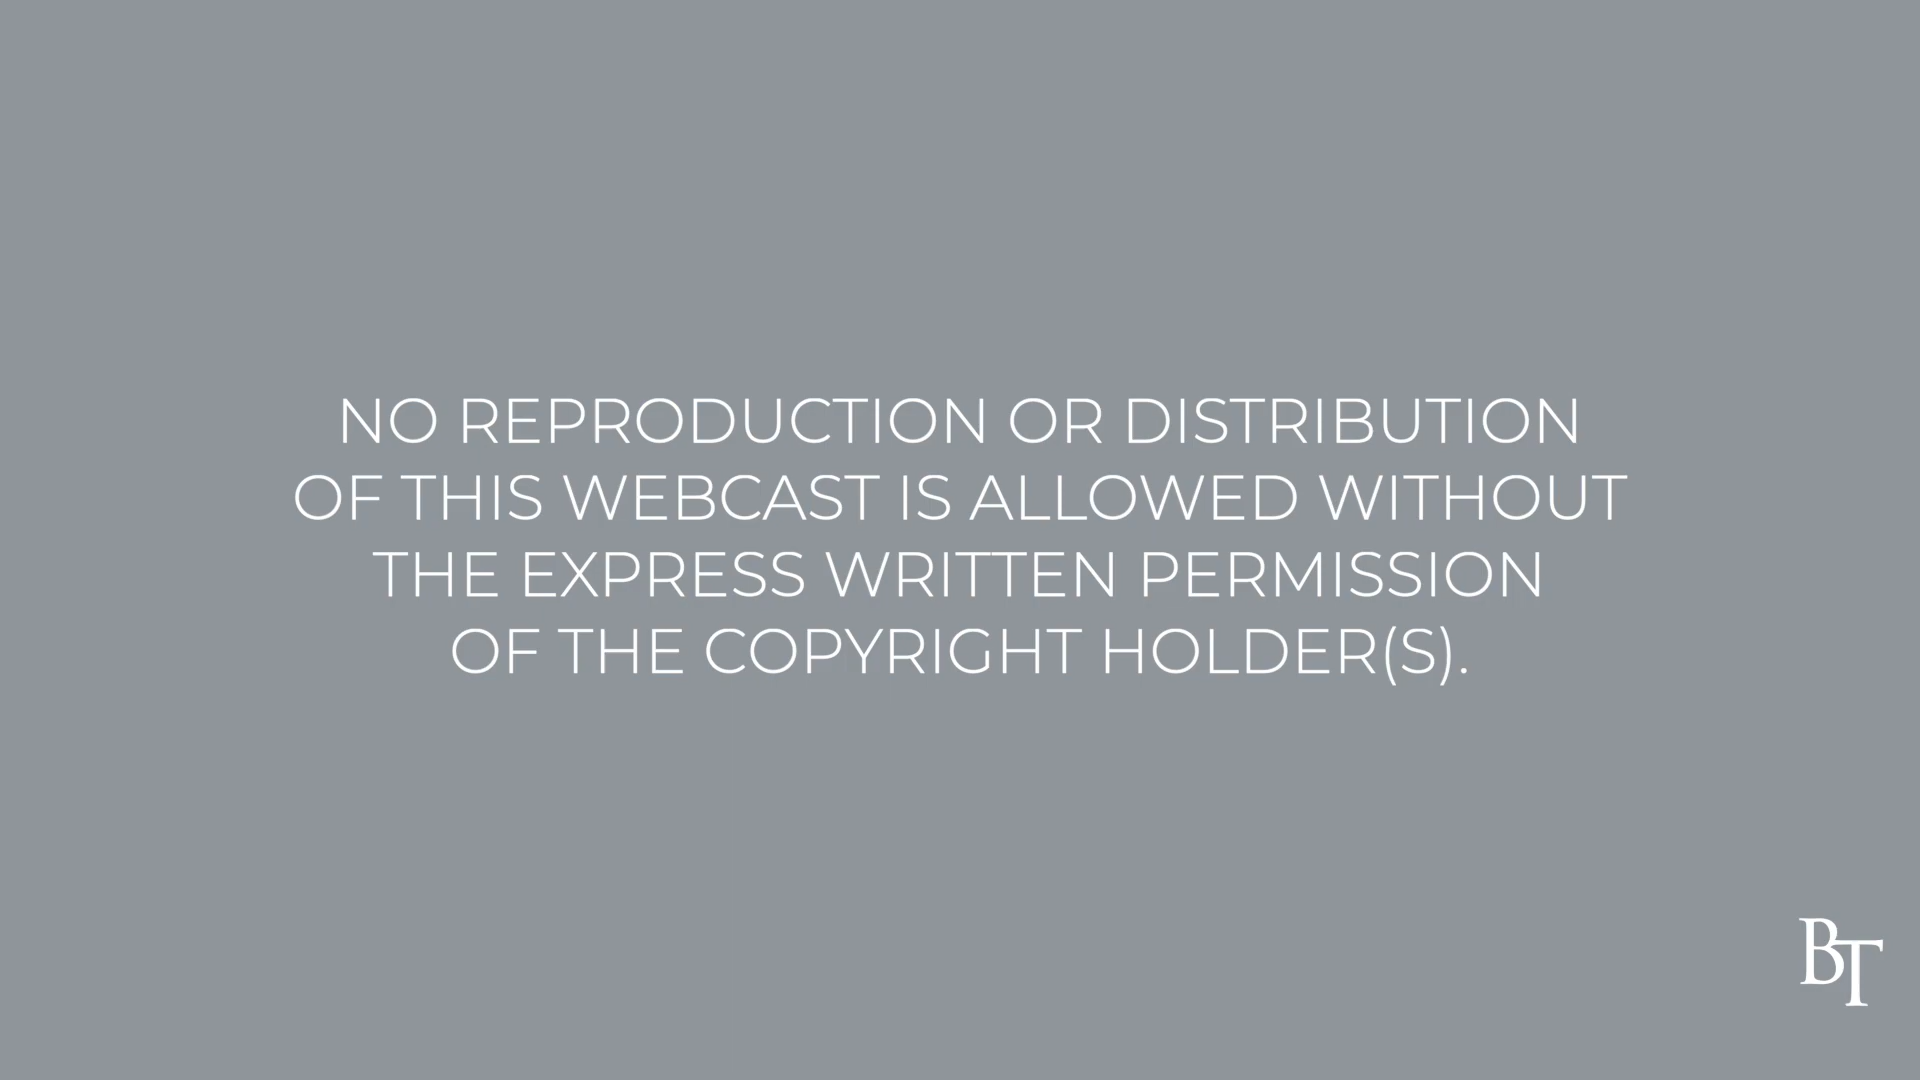 NO REPRODUCTION OR DISTRIBUTION
OF THIS WEBCAST IS ALLOWED WITHOUT
THE EXPRESS WRITTEN PERMISSION
OF THE COPYRIGHT HOLDER(S).
BT